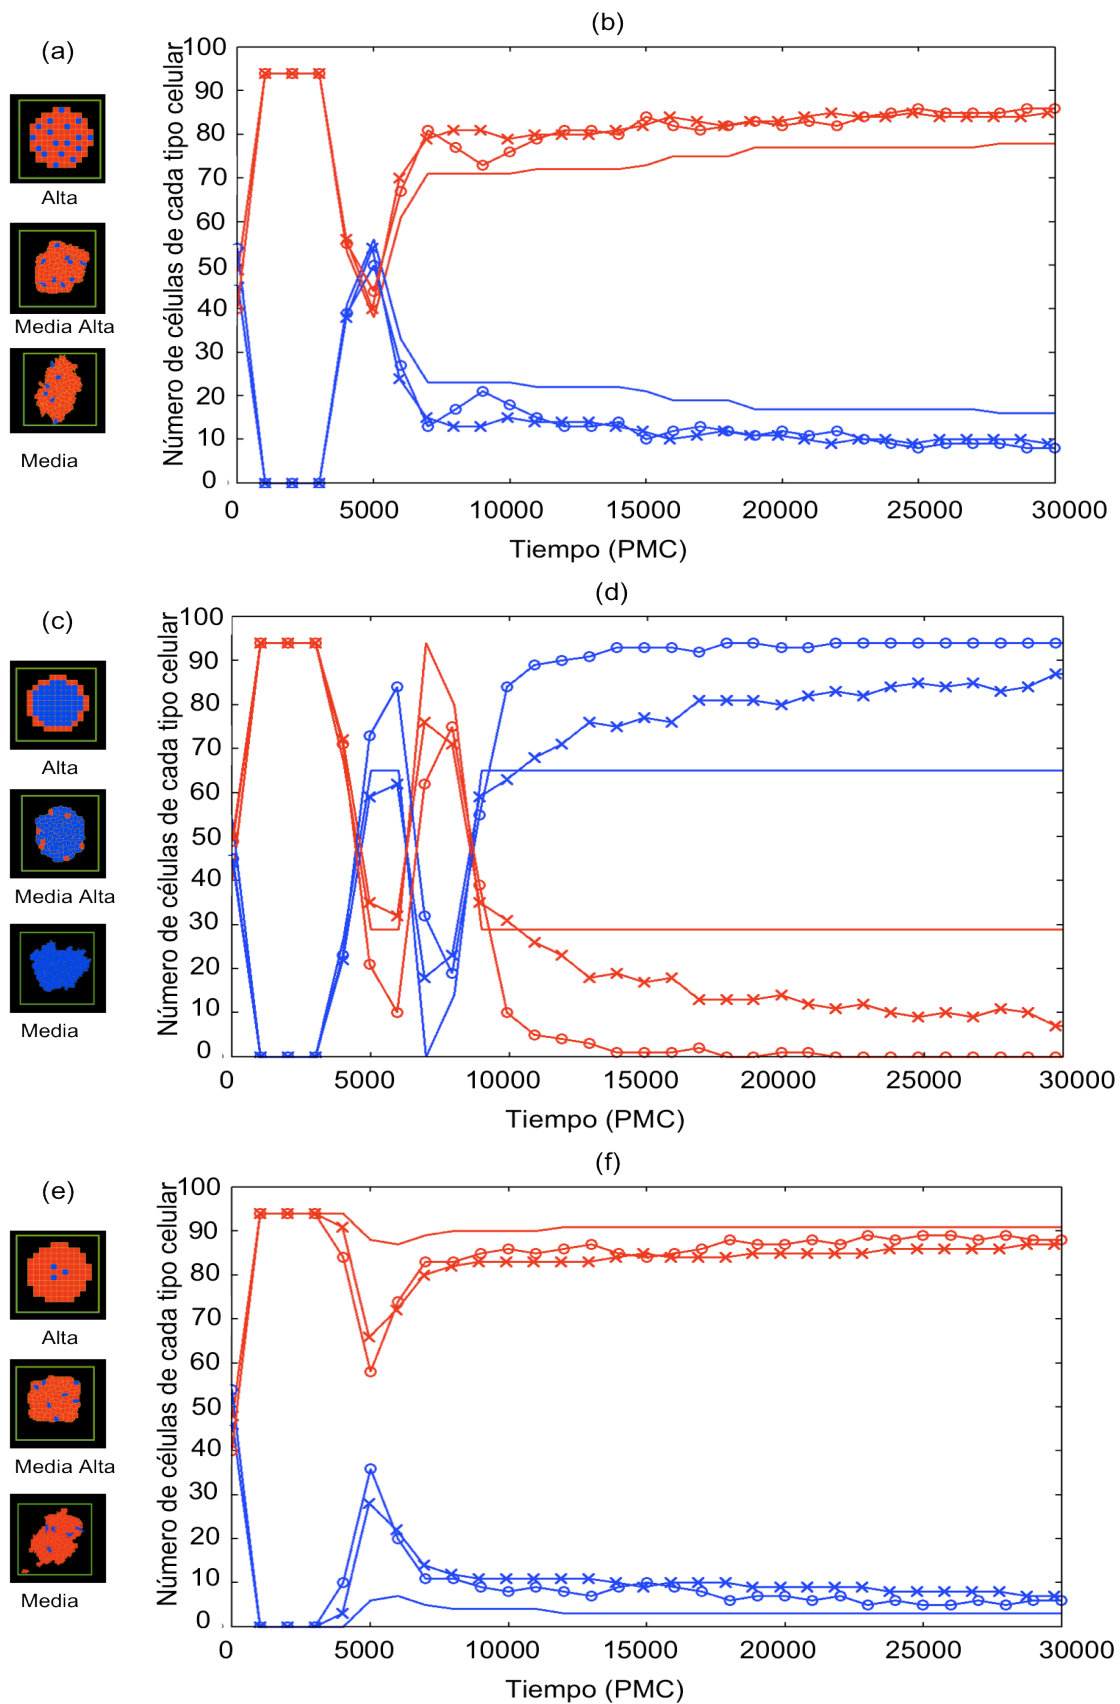 (a)
Alta
Media Alta
Media
(b)
Número de células de cada tipo celular
100
90
80
70
60
50
40
30
20
10
0
0 5000 10000 15000 20000 25000 30000
Tiempo (PMC)
(c)
Alta
Media Alta
Media
(d)
Número de células de cada tipo celular
100
90
80
70
60
50
40
30
20
10
0
0 5000 10000 15000 20000 25000 30000
Tiempo (PMC)
(e)
Alta
Media Alta
Media
(f)
Número de células de cada tipo celular
100
90
80
70
60
50
40
30
20
10
0
0 5000 10000 15000 20000 25000 30000
Tiempo (PMC)